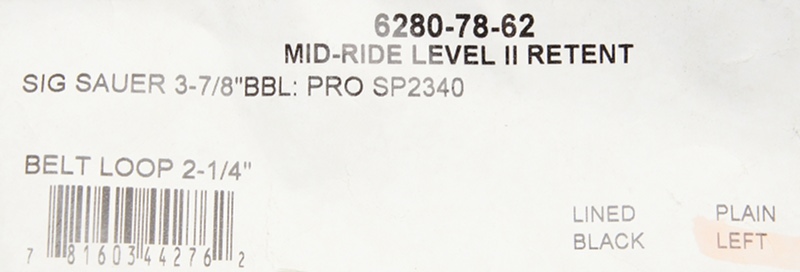 6280-78-62
MID-RIDE LEVEL II RETENT
SIG SAUER 3-7/8"BBL: PRO SP2340
BELT LOOP 2-1/4"
LINED PLAIN
BLACK LEFT
7 81603 44276 2